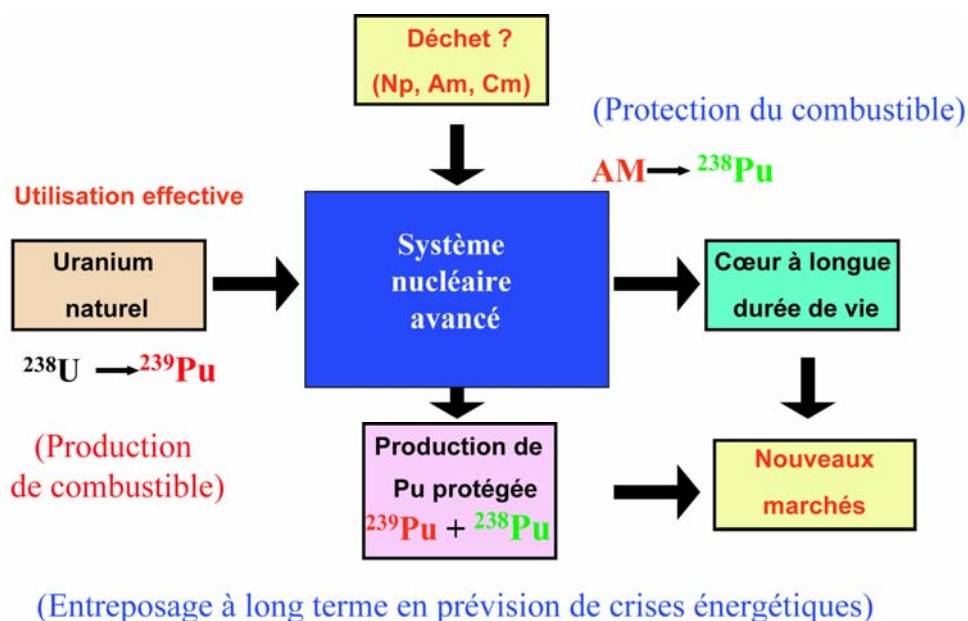 Déchet ?
(Np, Am, Cm)
(Protection du combustible)
AM → ²³⁸Pu
Utilisation effective
Uranium
naturel
Système
nucléaire
avancé
Cœur à longue
durée de vie
²³⁸U → ²³⁹Pu
(Production
de combustible)
Production de
Pu protégée
²³⁹Pu + ²³⁸Pu
Nouveaux
marchés
(Entreposage à long terme en prévision de crises énergétiques)